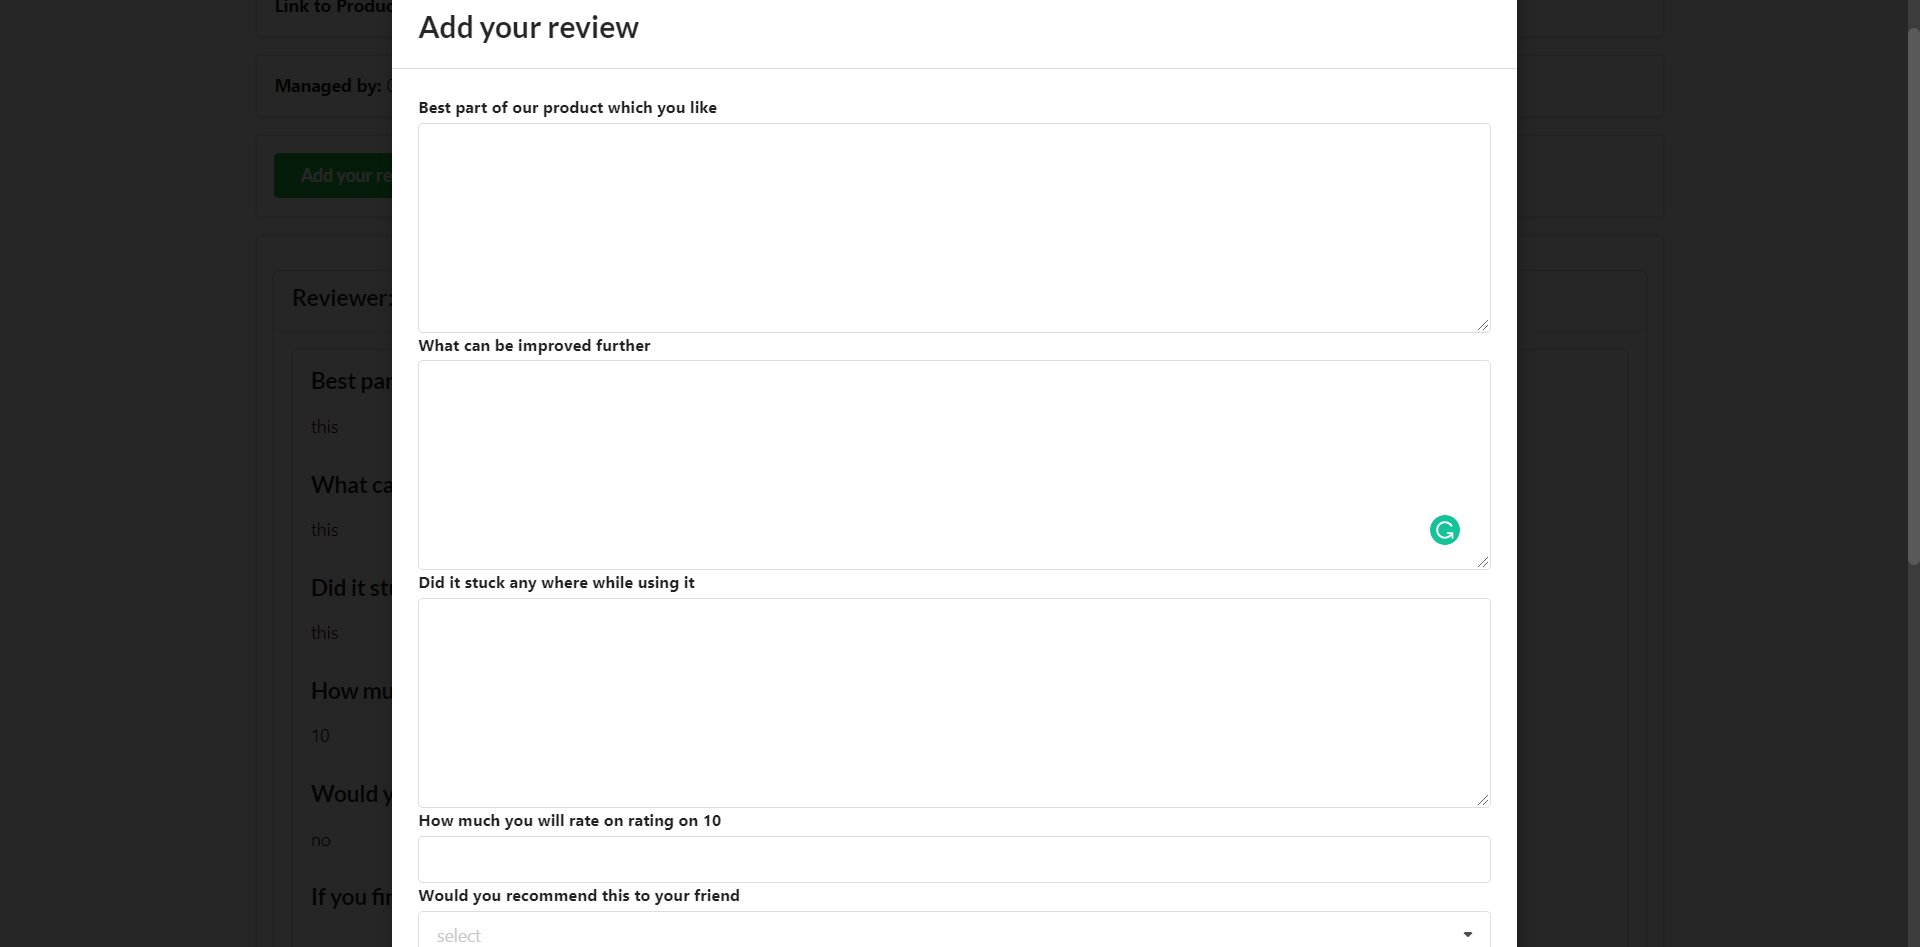 Link to Produc
Add your review
Managed by:
Best part of our product which you like
Add your re
Reviewer:
What can be improved further
Best par
this
What ca
this
Did it stuck any where while using it
Did it stu
this
How mu
10
Would y
How much you will rate on rating on 10
no
Would you recommend this to your friend
If you fin
select